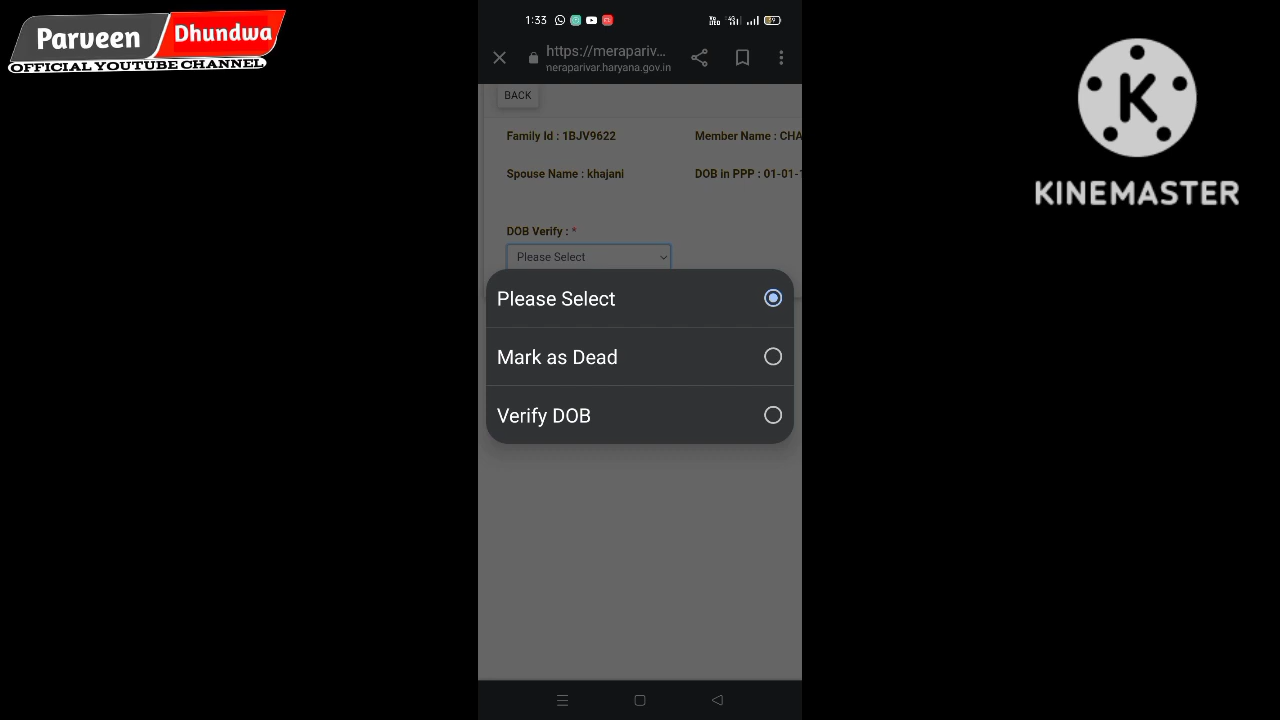 Parveen Dhundwa
OFFICIAL YOUTUBE CHANNEL
1:33
https://merapariv...
meraparivar.haryana.gov.in
BACK
Family Id : 1BJV9622
Member Name : CHA
Spouse Name : khajani
DOB in PPP : 01-01-1
DOB Verify : *
Please Select
Please Select
Mark as Dead
Verify DOB
K
KINEMASTER